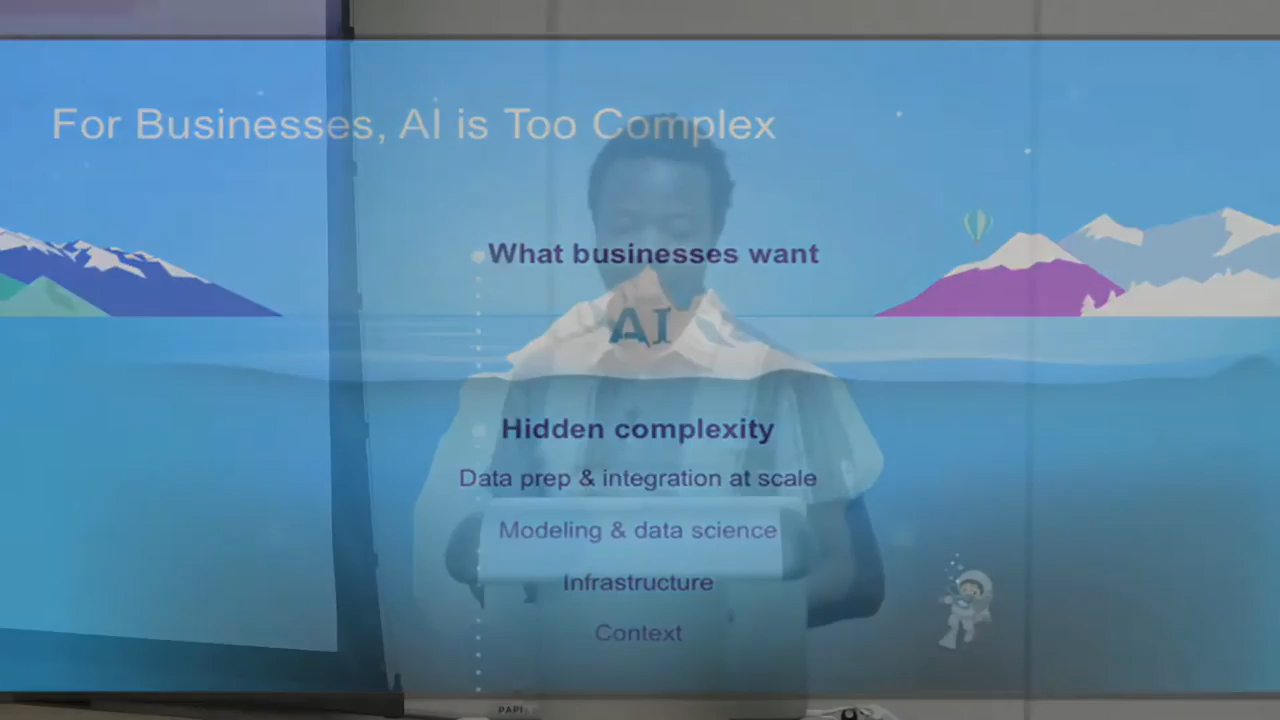 For Businesses, AI is Too Complex
What businesses want
AI
Hidden complexity
Data prep & integration at scale
Modeling & data science
Infrastructure
Context